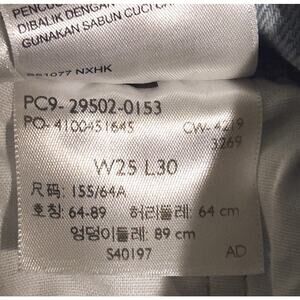 DIBALIK DENGAN
GUNAKAN SABUN CUCI
1077 NXHK
PC9-29502-0153
PO-4100451645 CW-4219
3269
W25 L30
尺码: 155/64A
호칭: 64-89 허리둘레: 64 cm
엉덩이둘레: 89 cm
S40197 AD